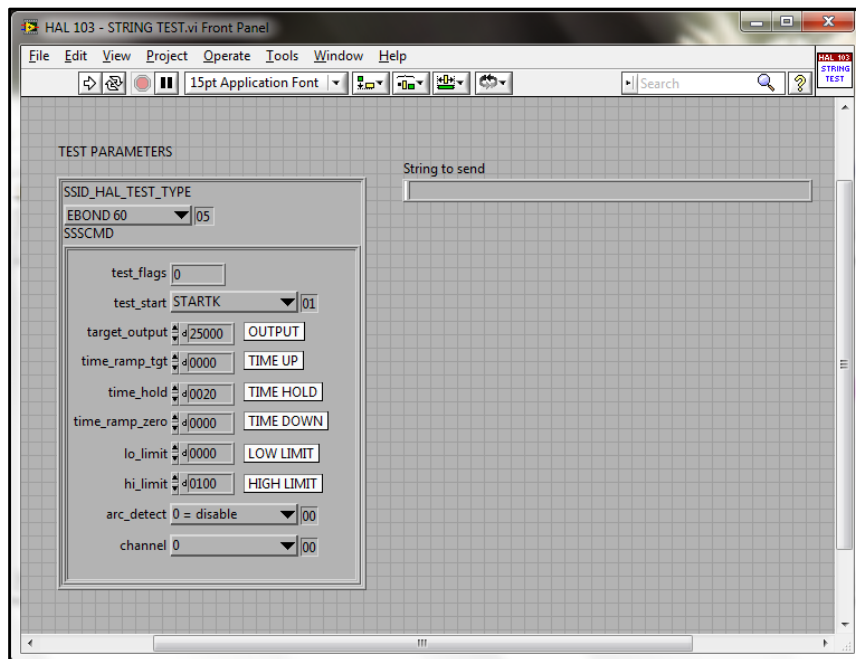 HAL 103 - STRING TEST.vi Front Panel
File Edit View Project Operate Tools Window Help
15pt Application Font
Search
HAL 103
STRING
TEST
TEST PARAMETERS
String to send
SSID_HAL_TEST_TYPE
EBOND 60 05
SSSCMD
test_flags 0
test_start STARTK 01
target_output d 25000 OUTPUT
time_ramp_tgt d 0000 TIME UP
time_hold d 0020 TIME HOLD
time_ramp_zero d 0000 TIME DOWN
lo_limit d 0000 LOW LIMIT
hi_limit d 0100 HIGH LIMIT
arc_detect 0 = disable 00
channel 0 00